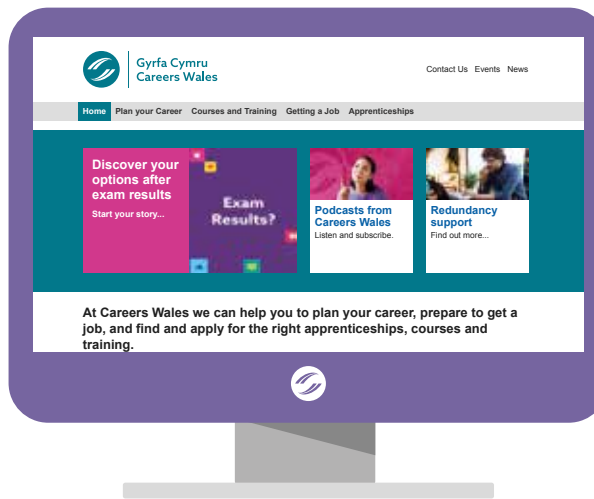 Gyrfa Cymru
Careers Wales
Contact Us Events News
Home Plan your Career Courses and Training Getting a Job Apprenticeships
Discover your
options after
exam results
Start your story...
Exam
Results?
Podcasts from
Careers Wales
Listen and subscribe.
Redundancy
support
Find out more...
At Careers Wales we can help you to plan your career, prepare to get a
job, and find and apply for the right apprenticeships, courses and
training.